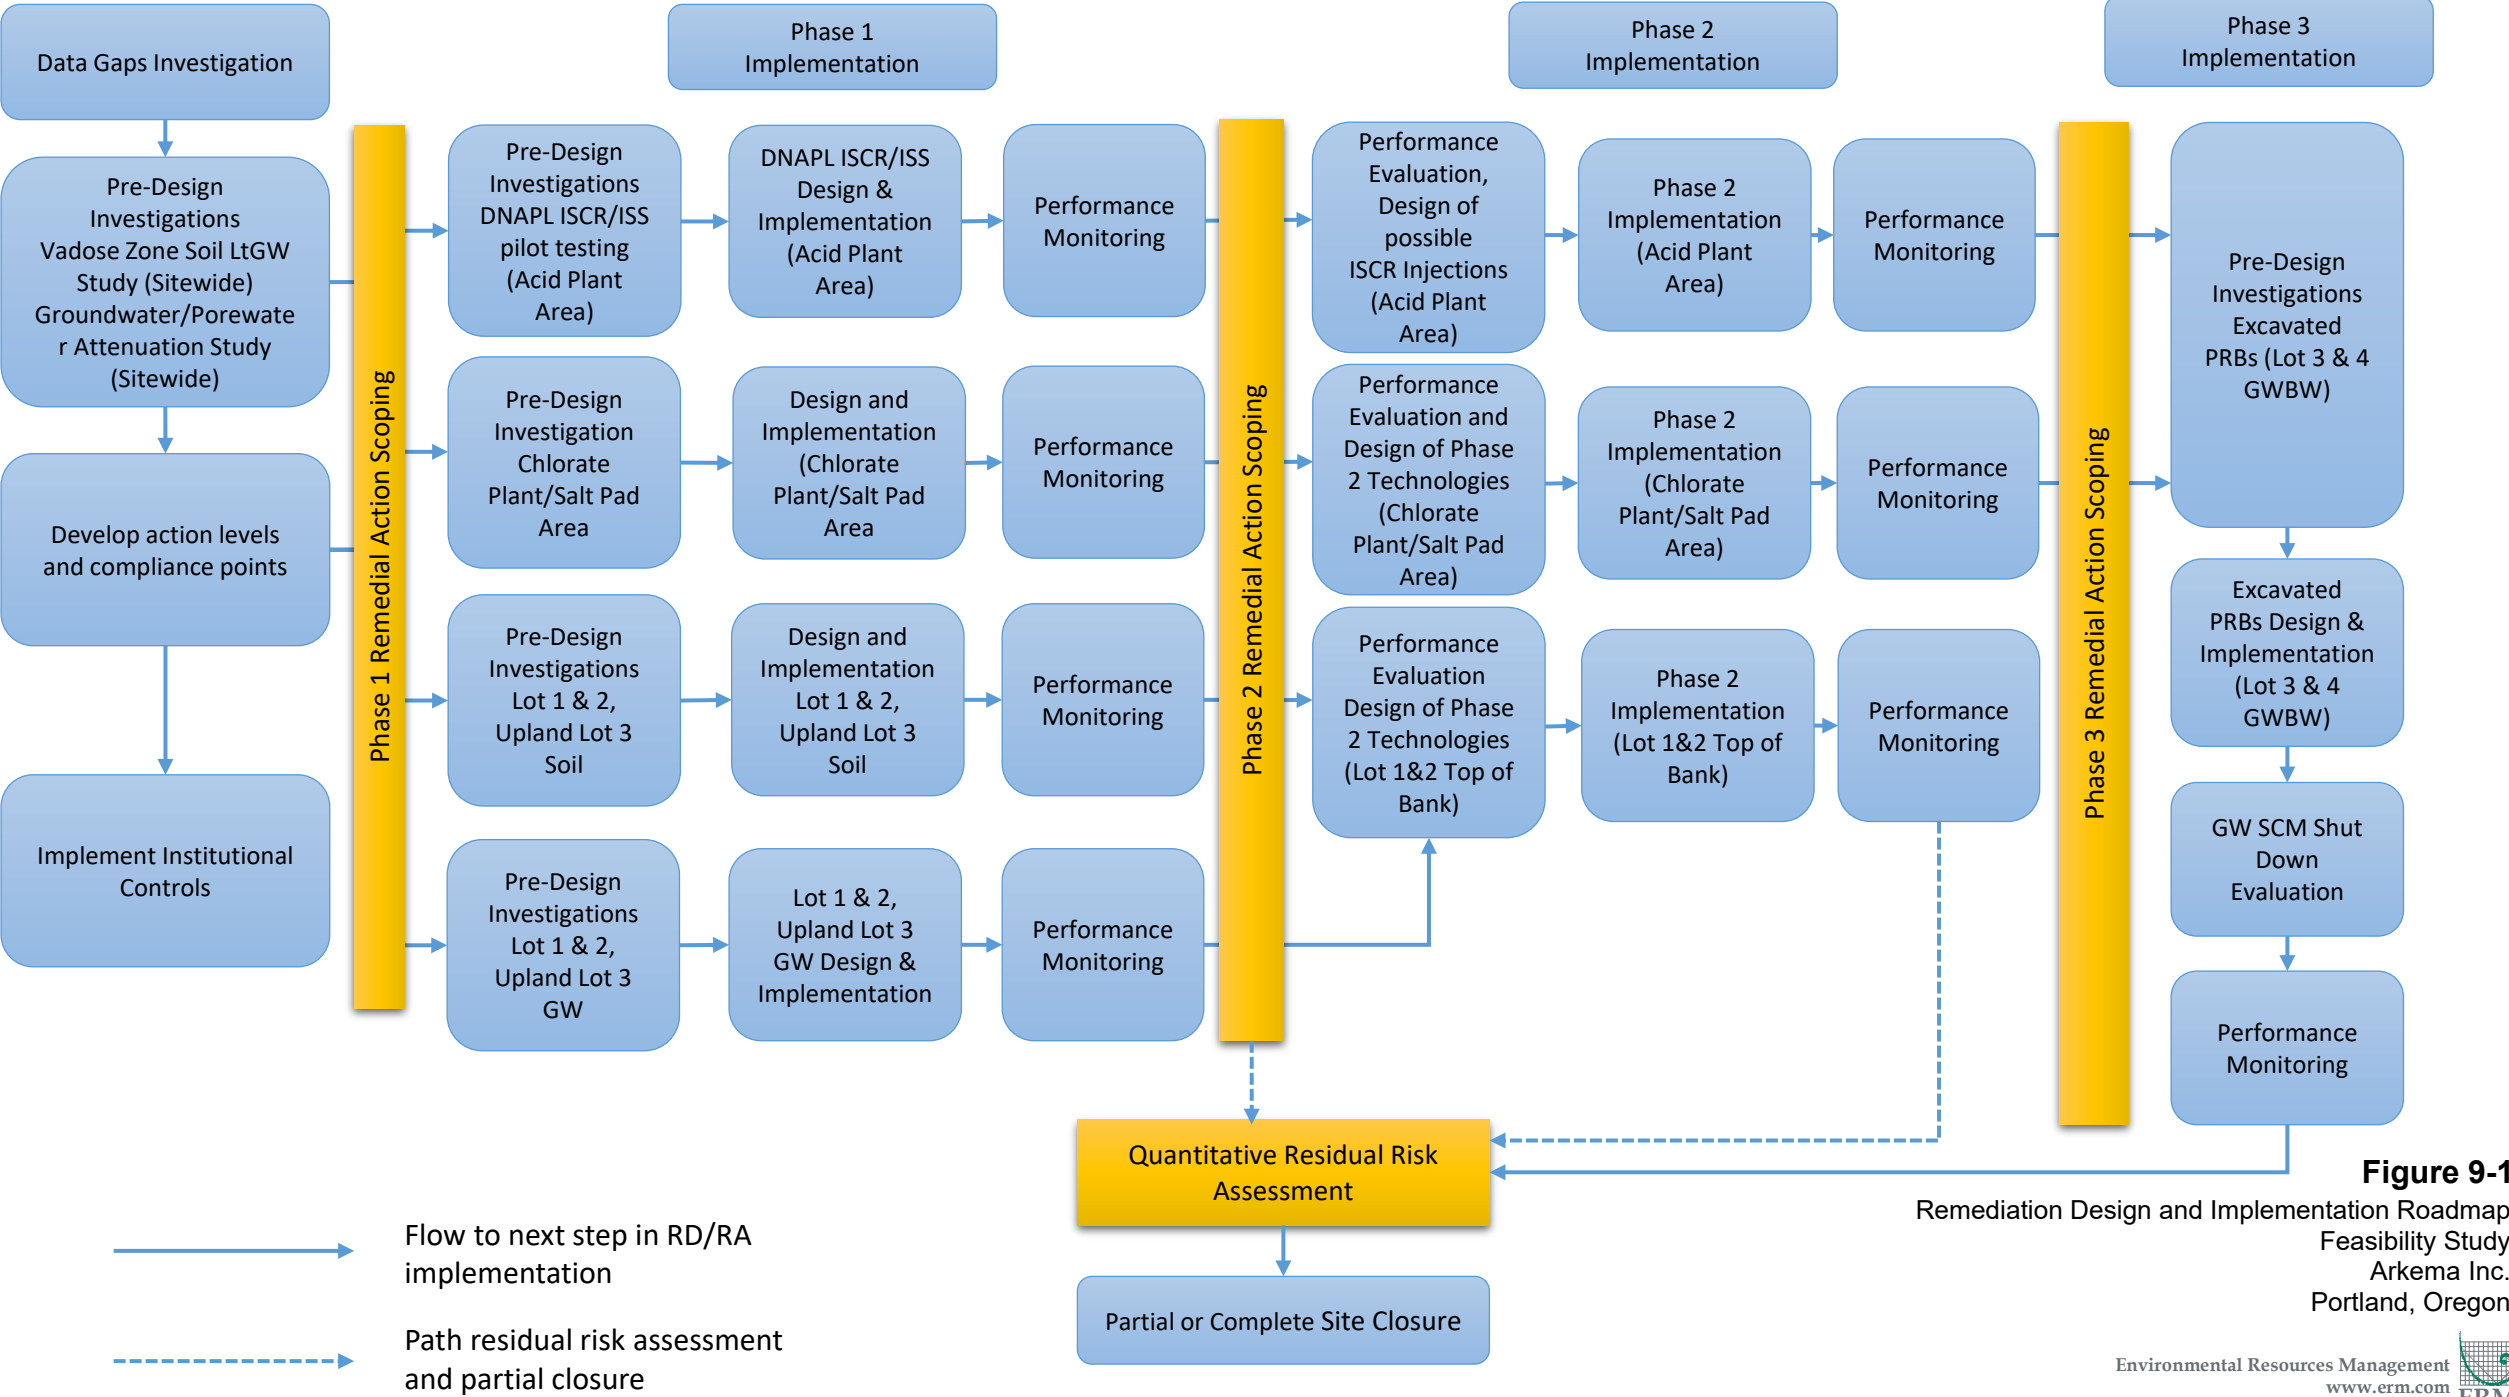 Data Gaps Investigation
Pre-Design
Investigations
Vadose Zone Soil LtGW
Study (Sitewide)
Groundwater/Porewate
r Attenuation Study
(Sitewide)
Develop action levels
and compliance points
Implement Institutional
Controls
Phase 1 Remedial Action Scoping
Phase 1
Implementation
Pre-Design
Investigations
DNAPL ISCR/ISS
pilot testing
(Acid Plant
Area)
DNAPL ISCR/ISS
Design &
Implementation
(Acid Plant
Area)
Performance
Monitoring
Pre-Design
Investigation
Chlorate
Plant/Salt Pad
Area
Design and
Implementation
(Chlorate
Plant/Salt Pad
Area
Performance
Monitoring
Pre-Design
Investigations
Lot 1 & 2,
Upland Lot 3
Soil
Design and
Implementation
Lot 1 & 2,
Upland Lot 3
Soil
Performance
Monitoring
Pre-Design
Investigations
Lot 1 & 2,
Upland Lot 3
GW
Lot 1 & 2,
Upland Lot 3
GW Design &
Implementation
Performance
Monitoring
Phase 2 Remedial Action Scoping
Phase 2
Implementation
Performance
Evaluation,
Design of
possible
ISCR Injections
(Acid Plant
Area)
Phase 2
Implementation
(Acid Plant
Area)
Performance
Monitoring
Performance
Evaluation and
Design of Phase
2 Technologies
(Chlorate
Plant/Salt Pad
Area)
Phase 2
Implementation
(Chlorate
Plant/Salt Pad
Area)
Performance
Monitoring
Performance
Evaluation
Design of Phase
2 Technologies
(Lot 1&2 Top of
Bank)
Phase 2
Implementation
(Lot 1&2 Top of
Bank)
Performance
Monitoring
Phase 3 Remedial Action Scoping
Phase 3
Implementation
Pre-Design
Investigations
Excavated
PRBs (Lot 3 & 4
GWBW)
Excavated
PRBs Design &
Implementation
(Lot 3 & 4
GWBW)
GW SCM Shut
Down
Evaluation
Performance
Monitoring
Quantitative Residual Risk
Assessment
Partial or Complete Site Closure
Flow to next step in RD/RA
implementation
Path residual risk assessment
and partial closure
Figure 9-1
Remediation Design and Implementation Roadmap
Feasibility Study
Arkema Inc.
Portland, Oregon
Environmental Resources Management
www.erm.com
ERM